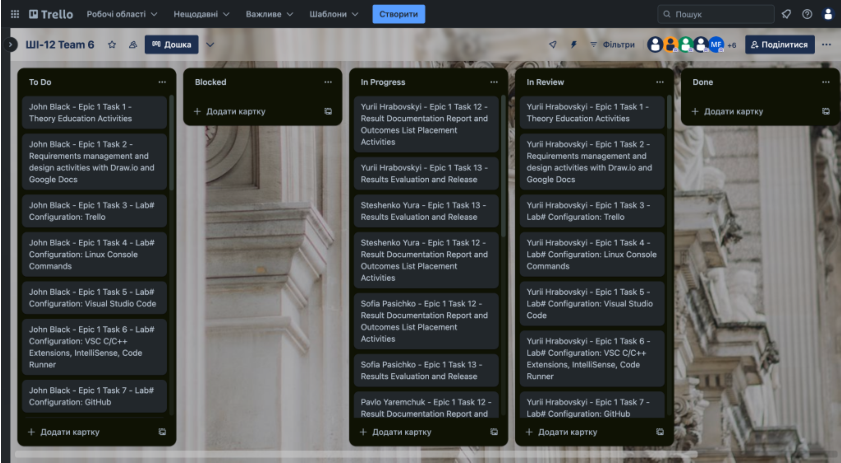 Trello
Робочі області
Нещодавні
Важливе
Шаблони
Створити
Пошук
ШІ-12 Team 6
Дошка
Фільтри
MF
+6
Поділитися
To Do
John Black - Epic 1 Task 1 -
Theory Education Activities
John Black - Epic 1 Task 2 -
Requirements management and
design activities with Draw.io and
Google Docs
John Black - Epic 1 Task 3 - Lab#
Configuration: Trello
John Black - Epic 1 Task 4 - Lab#
Configuration: Linux Console
Commands
John Black - Epic 1 Task 5 - Lab#
Configuration: Visual Studio Code
John Black - Epic 1 Task 6 - Lab#
Configuration: VSC C/C++
Extensions, IntelliSense, Code
Runner
John Black - Epic 1 Task 7 - Lab#
Configuration: GitHub
+ Додати картку
Blocked
+ Додати картку
In Progress
Yurii Hrabovskyi - Epic 1 Task 12 -
Result Documentation Report and
Outcomes List Placement
Activities
Yurii Hrabovskyi - Epic 1 Task 13 -
Results Evaluation and Release
Steshenko Yura - Epic 1 Task 13 -
Results Evaluation and Release
Steshenko Yura - Epic 1 Task 12 -
Result Documentation Report and
Outcomes List Placement
Activities
Sofia Pasichko - Epic 1 Task 12 -
Result Documentation Report and
Outcomes List Placement
Activities
Sofia Pasichko - Epic 1 Task 13 -
Results Evaluation and Release
Pavlo Yaremchuk - Epic 1 Task 12 -
Result Documentation Report and
+ Додати картку
In Review
Yurii Hrabovskyi - Epic 1 Task 1 -
Theory Education Activities
Yurii Hrabovskyi - Epic 1 Task 2 -
Requirements management and
design activities with Draw.io and
Google Docs
Yurii Hrabovskyi - Epic 1 Task 3 -
Lab# Configuration: Trello
Yurii Hrabovskyi - Epic 1 Task 4 -
Lab# Configuration: Linux Console
Commands
Yurii Hrabovskyi - Epic 1 Task 5 -
Lab# Configuration: Visual Studio
Code
Yurii Hrabovskyi - Epic 1 Task 6 -
Lab# Configuration: VSC C/C++
Extensions, IntelliSense, Code
Runner
Yurii Hrabovskyi - Epic 1 Task 7 -
Lab# Configuration: GitHub
+ Додати картку
Done
+ Додати картку